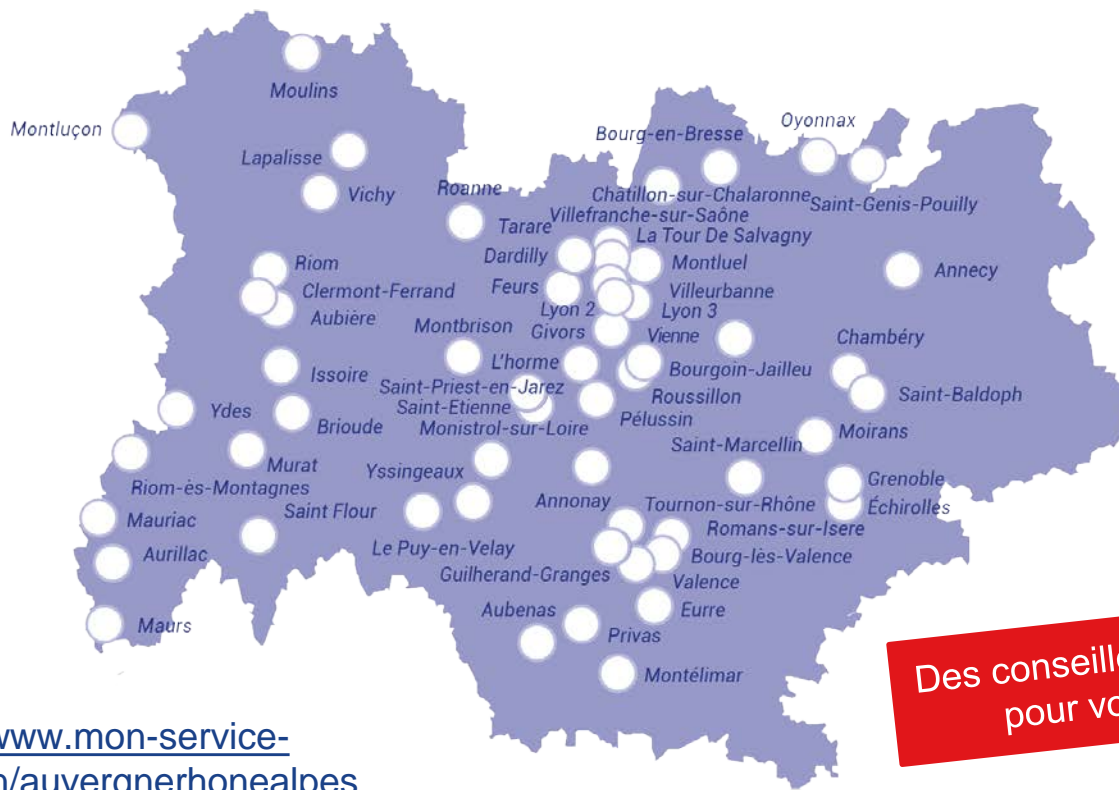 Moulins
Montluçon
Oyonnax
Bourg-en-Bresse
Lapalisse
Vichy
Roanne
Châtillon-sur-Chalaronne
Saint-Genis-Pouilly
Villefranche-sur-Saône
Tarare
La Tour De Salvagny
Dardilly
Montluel
Riom
Annecy
Feurs
Clermont-Ferrand
Villeurbanne
Lyon 2
Lyon 3
Aubière
Montbrison
Givors
Vienne
Chambéry
L'horme
Bourgoin-Jailleu
Issoire
Saint-Priest-en-Jarez
Saint-Baldoph
Roussillon
Saint-Etienne
Ydes
Pélussin
Brioude
Monistrol-sur-Loire
Moirans
Saint-Marcellin
Murat
Yssingeaux
Grenoble
Riom-ès-Montagnes
Annonay
Tournon-sur-Rhône
Échirolles
Saint Flour
Mauriac
Romans-sur-Isere
Le Puy-en-Velay
Aurillac
Bourg-lès-Valence
Guilherand-Granges
Valence
Aubenas
Eurre
Maurs
Privas
Montélimar
Des conseille
pour vo
www.mon-service-
n/auvergnerhonealpes